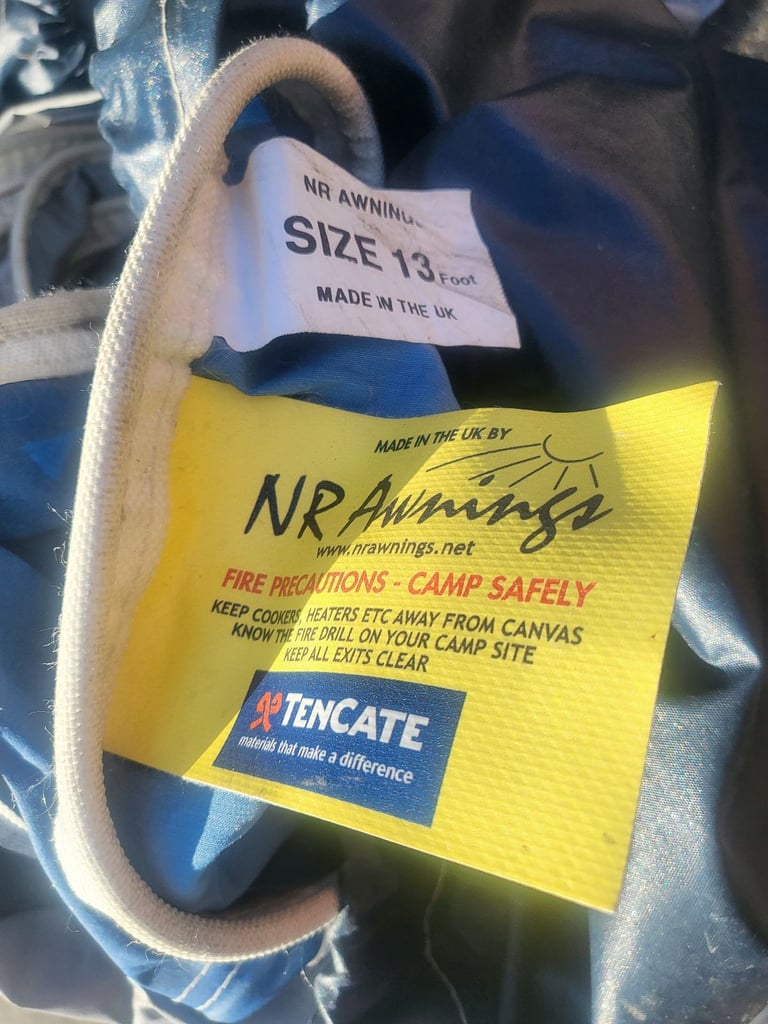 NR AWNING
SIZE 13 Foot
MADE IN THE UK
MADE IN THE UK BY
NR Awnings
www.nrawnings.net
FIRE PRECAUTIONS - CAMP SAFELY
KEEP COOKERS, HEATERS ETC AWAY FROM CANVAS
KNOW THE FIRE DRILL ON YOUR CAMP SITE
KEEP ALL EXITS CLEAR
TENCATE
materials that make a difference